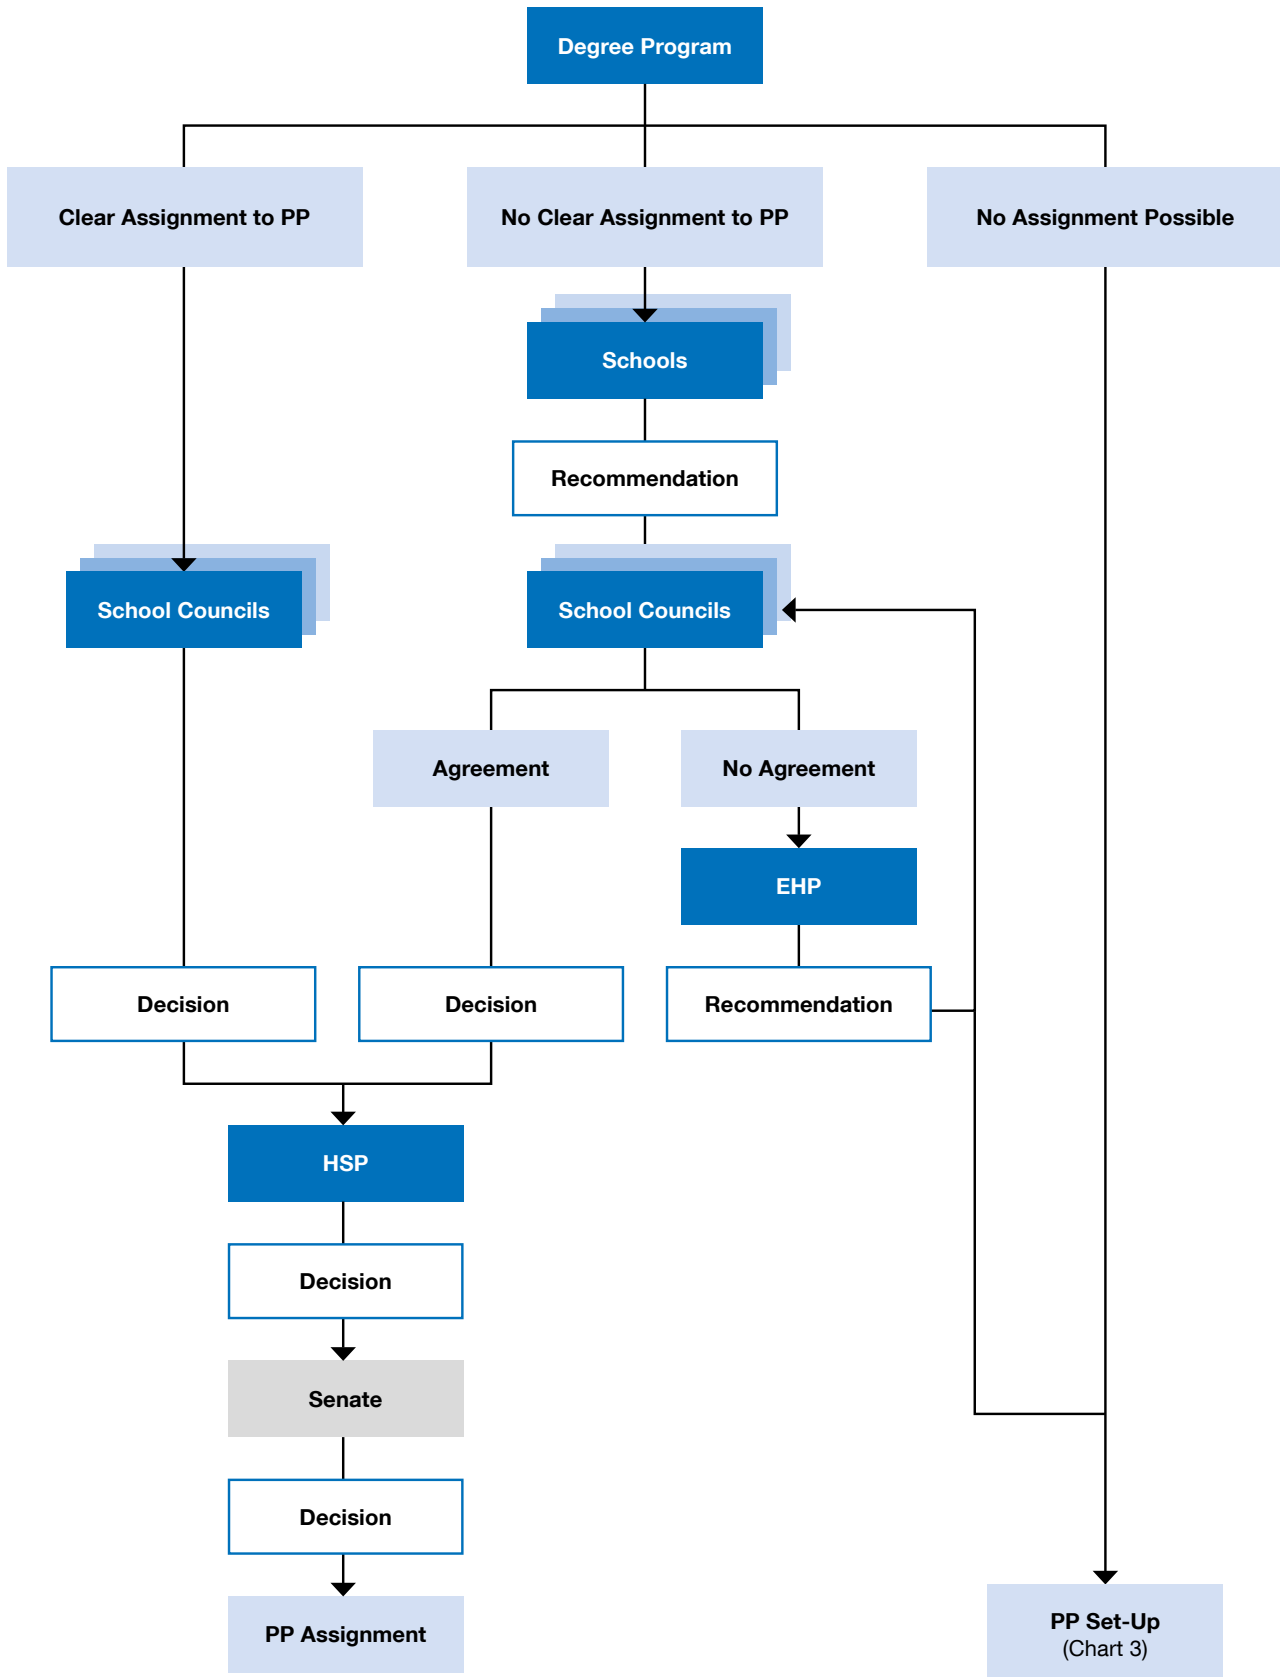 Degree Program
Clear Assignment to PP
No Clear Assignment to PP
No Assignment Possible
Schools
Recommendation
School Councils
School Councils
Agreement
No Agreement
EHP
Decision
Decision
Recommendation
HSP
Decision
Senate
Decision
PP Assignment
PP Set-Up
(Chart 3)